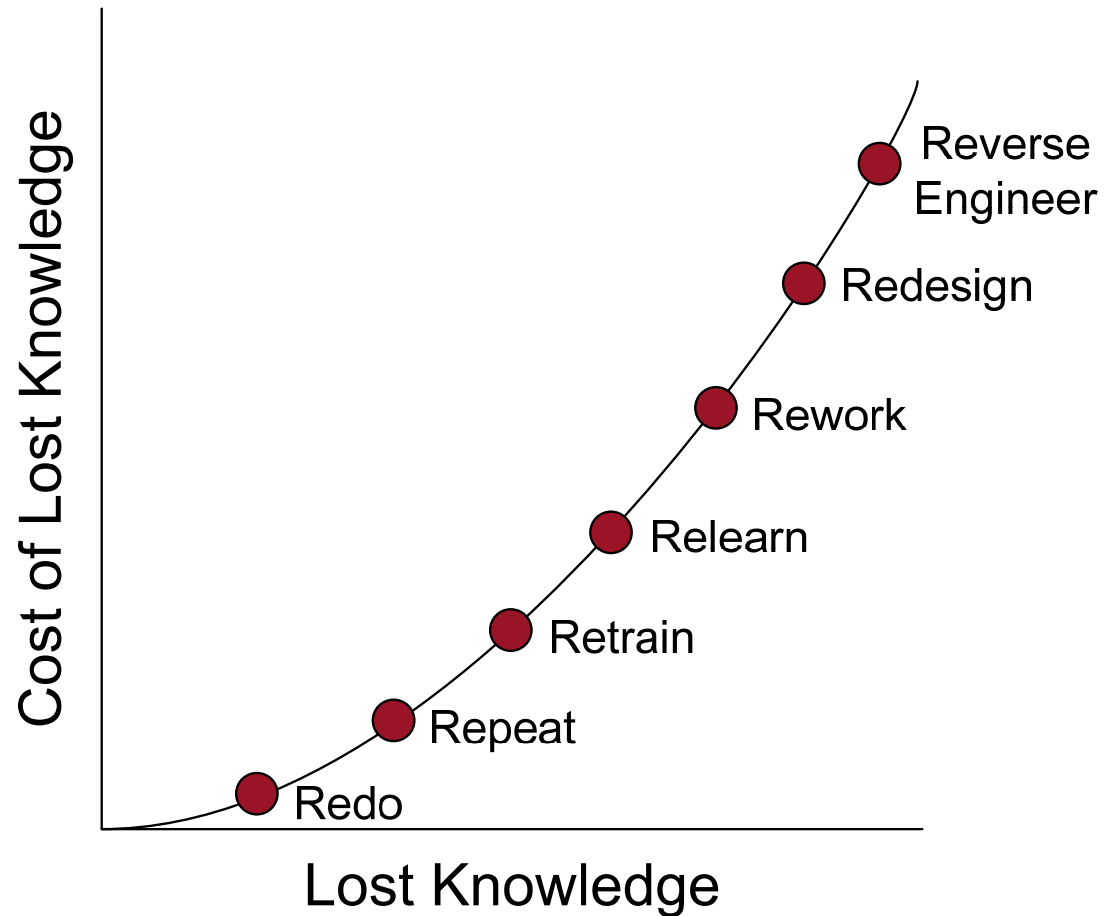 Cost of Lost Knowledge
Reverse
Engineer
Redesign
Rework
Relearn
Retrain
Repeat
Redo
Lost Knowledge